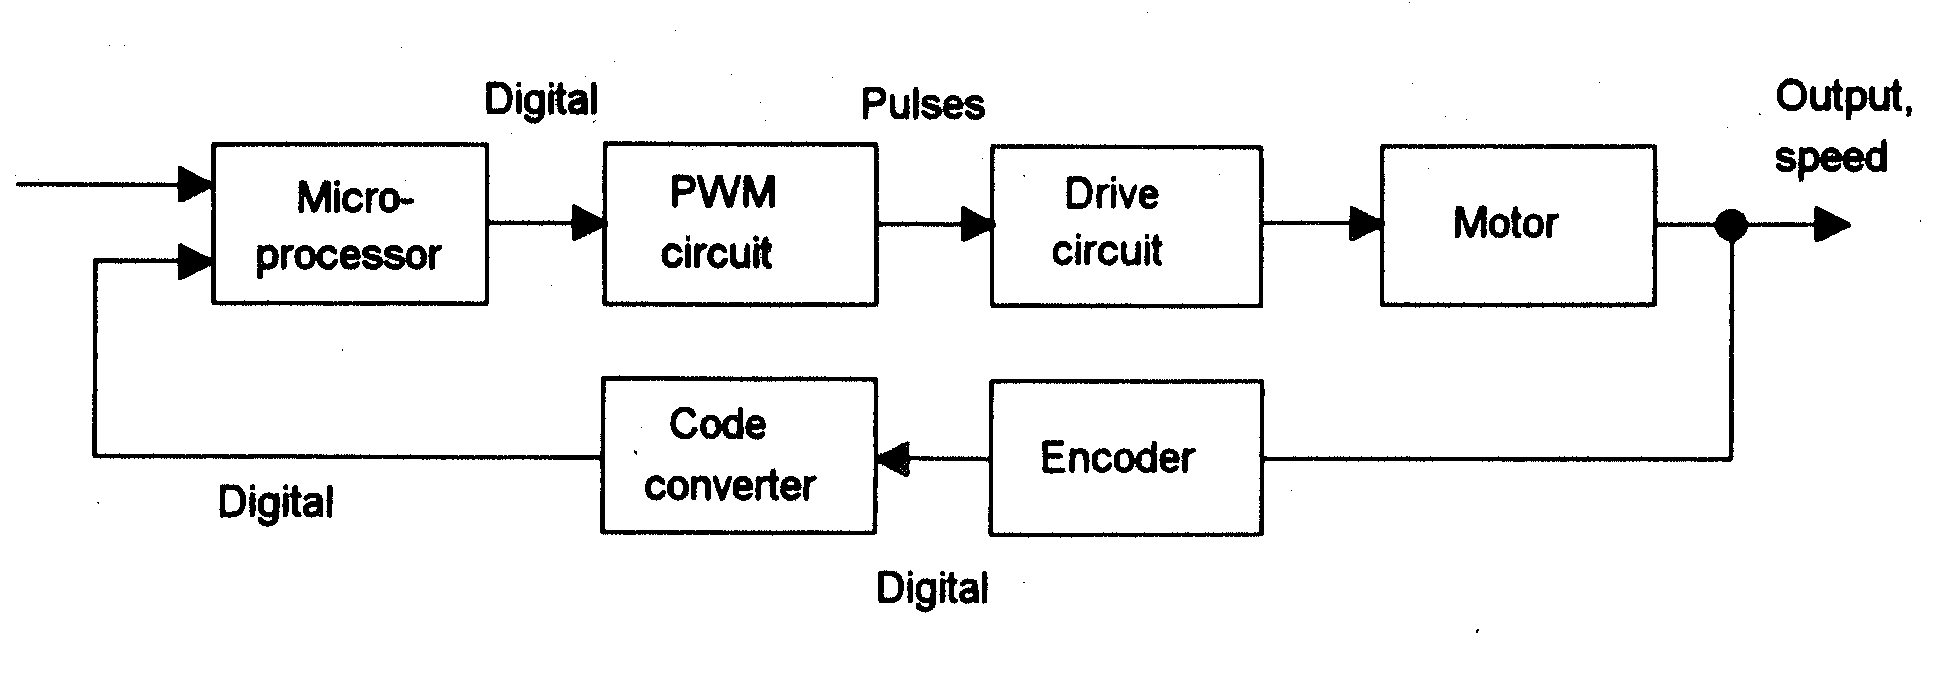 Digital
Pulses
Output,
speed
Micro-
processor
PWM
circuit
Drive
circuit
Motor
Code
converter
Encoder
Digital
Digital